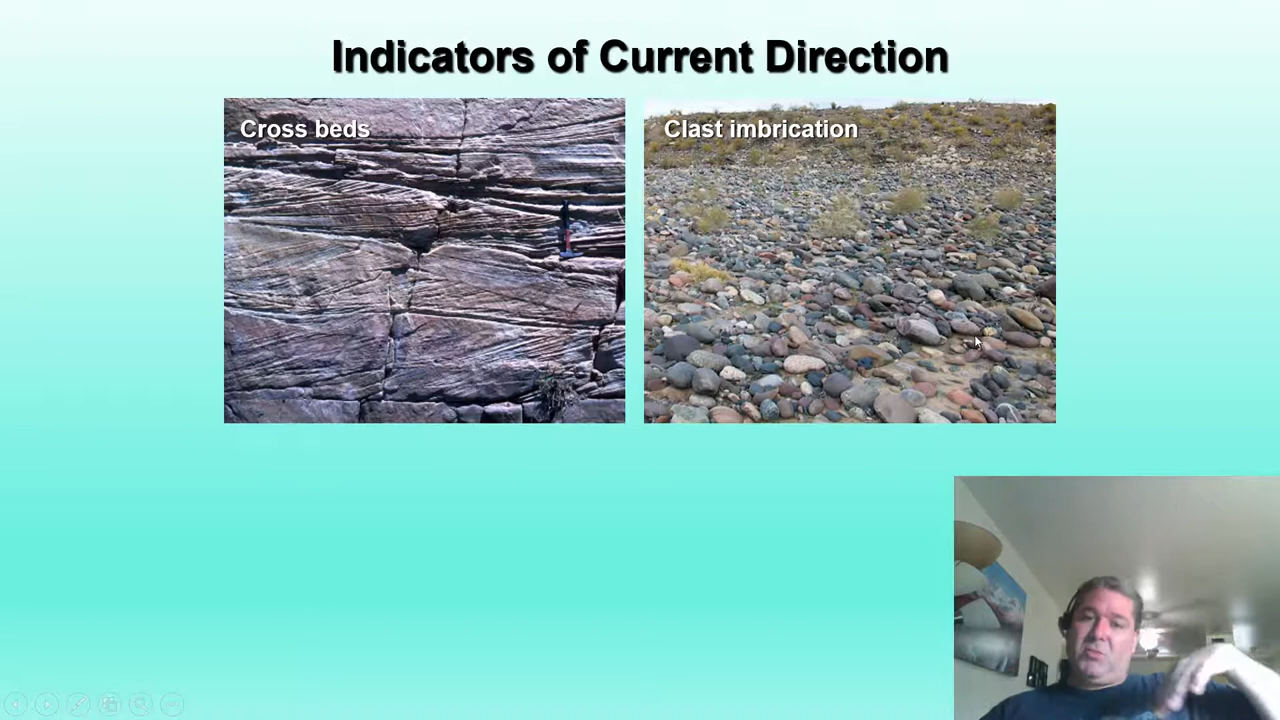 Indicators of Current Direction
Cross beds
Clast imbrication